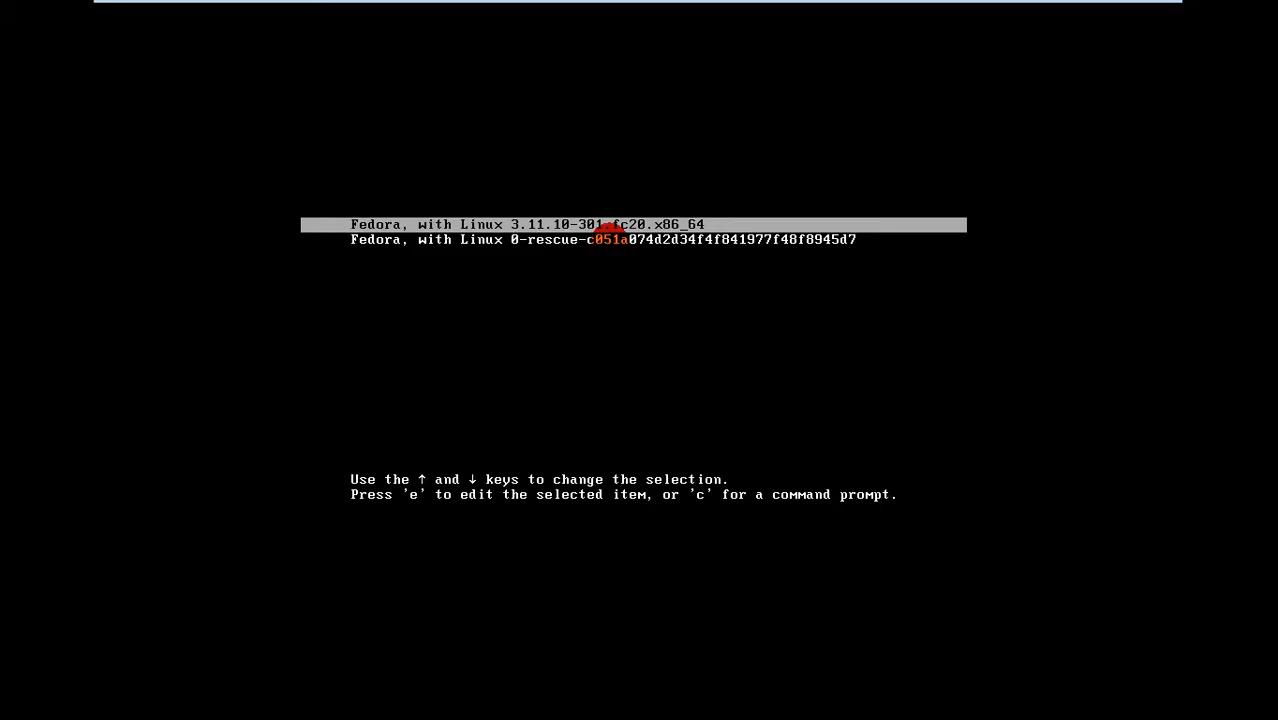 Fedora, with Linux 3.11.10-301.fc20.x86_64
Fedora, with Linux 0-rescue-c051a074d2d34f4f841977f48f8945d7
Use the ↑ and ↓ keys to change the selection.
Press 'e' to edit the selected item, or 'c' for a command prompt.